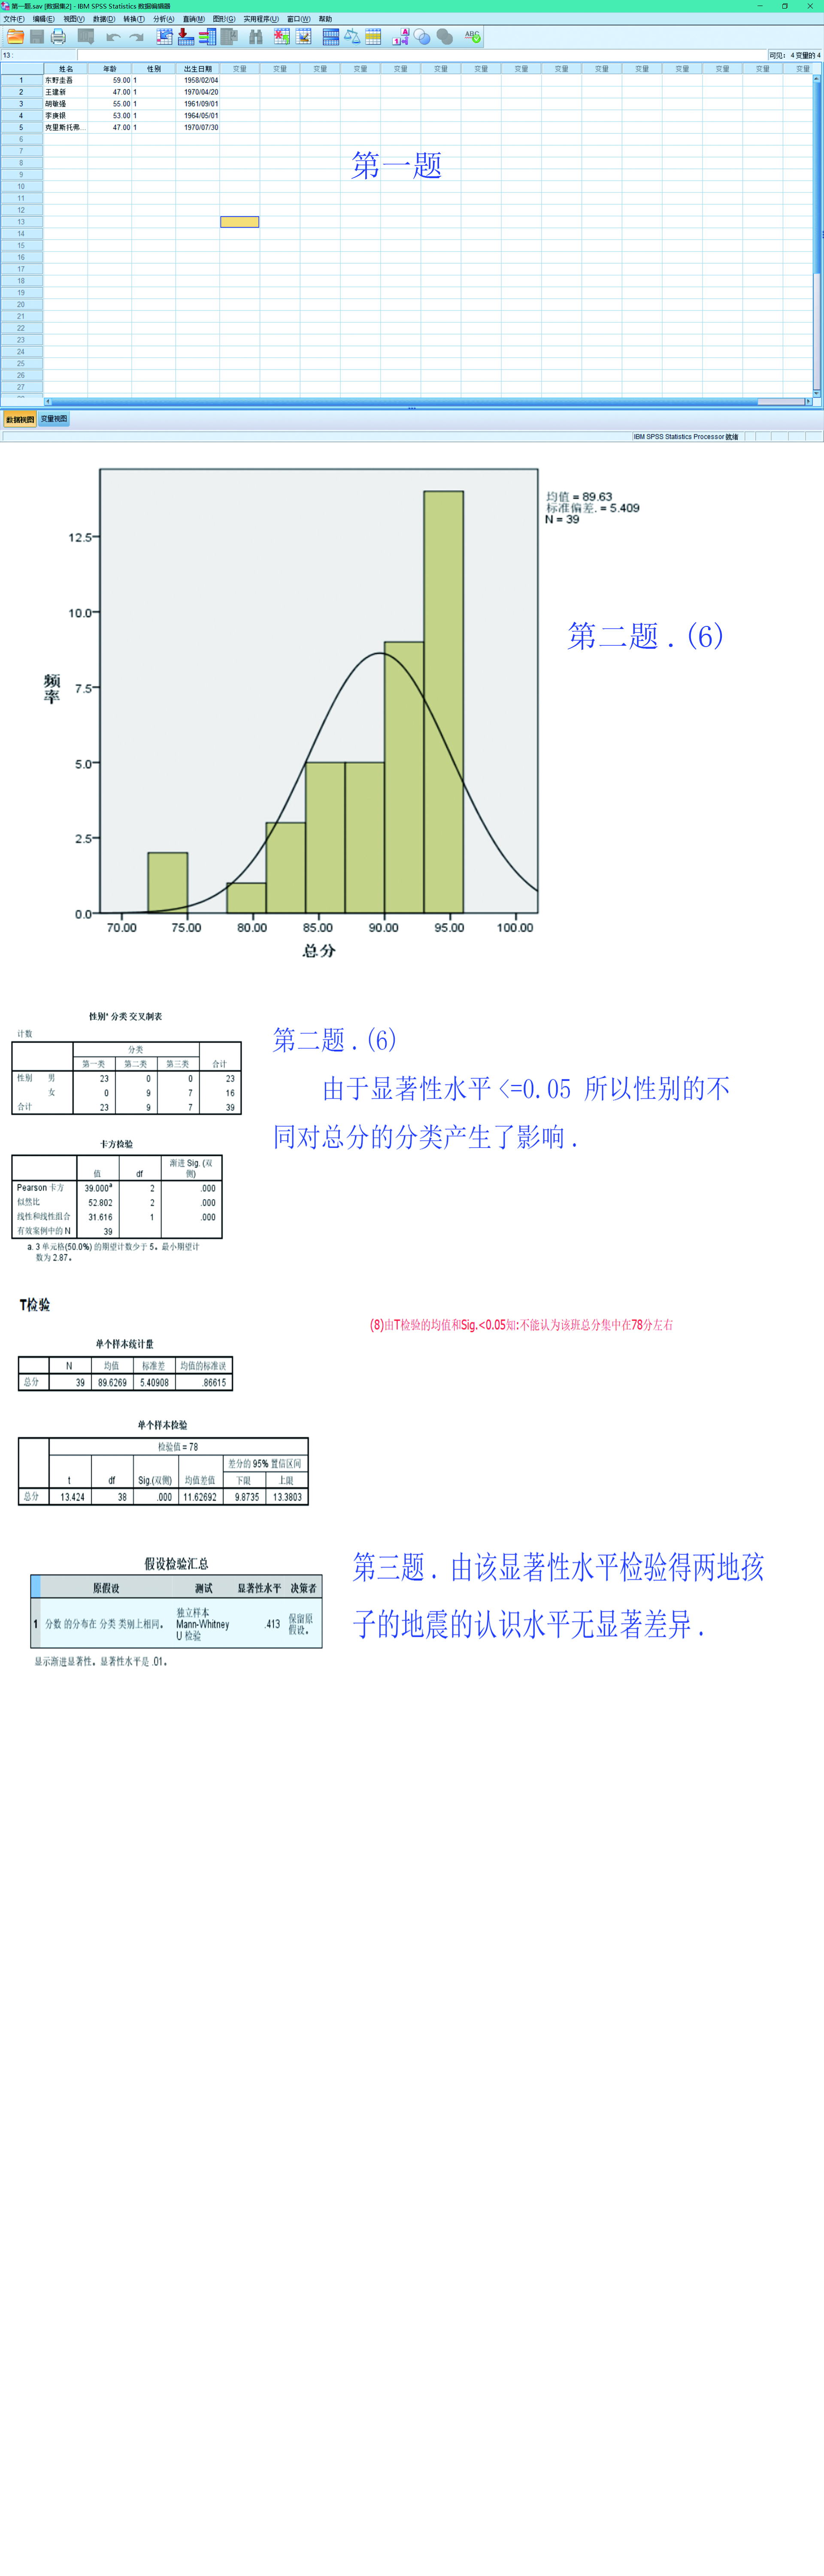 第一题.sav [数据集2] - IBM SPSS Statistics 数据编辑器
文件(F) 编辑(E) 视图(V) 数据(D) 转换(T) 分析(A) 直销(M) 图形(G) 实用程序(U) 窗口(W) 帮助
13 :
可见: 4 变量的 4
姓名 年龄 性别 出生日期 变量 变量 变量 变量 变量 变量 变量 变量 变量 变量 变量 变量 变量 变量 变量
1 东野圭吾 59.00 1 1958/02/04
2 王建新 47.00 1 1970/04/20
3 胡敏强 55.00 1 1961/09/01
4 李庚银 53.00 1 1964/05/01
5 克里斯托弗... 47.00 1 1970/07/30
6
7
8
9
10
11
12
13
14
15
16
17
18
19
20
21
22
23
24
25
26
27
第一题
数据视图 变量视图
IBM SPSS Statistics Processor 就绪
均值 = 89.63
标准偏差. = 5.409
N = 39
第二题 . (6)
频率
12.5
10.0
7.5
5.0
2.5
0.0
70.00 75.00 80.00 85.00 90.00 95.00 100.00
总分
性别* 分类 交叉制表
计数
分类
第一类 第二类 第三类 合计
性别 男 23 0 0 23
女 0 9 7 16
合计 23 9 7 39
第二题 . (6)
由于显著性水平 <=0.05 所以性别的不
同对总分的分类产生了影响 .
卡方检验
值 df 渐进 Sig. (双侧)
Pearson 卡方 39.000a 2 .000
似然比 52.802 2 .000
线性和线性组合 31.616 1 .000
有效案例中的 N 39
a. 3 单元格(50.0%) 的期望计数少于 5。最小期望计
数为 2.87。
T检验
(8)由T检验的均值和Sig.<0.05知:不能认为该班总分集中在78分左右
单个样本统计量
N 均值 标准差 均值的标准误
总分 39 89.6269 5.40908 .86615
单个样本检验
检验值 = 78
差分的 95% 置信区间
t df Sig.(双侧) 均值差值 下限 上限
总分 13.424 38 .000 11.62692 9.8735 13.3803
假设检验汇总
原假设 测试 显著性水平 决策者
1 分数 的分布在 分类 类别上相同。 独立样本 Mann-Whitney U 检验 .413 保留原假设。
显示渐进显著性。显著性水平是 .01。
第三题 . 由该显著性水平检验得两地孩
子的地震的认识水平无显著差异 .